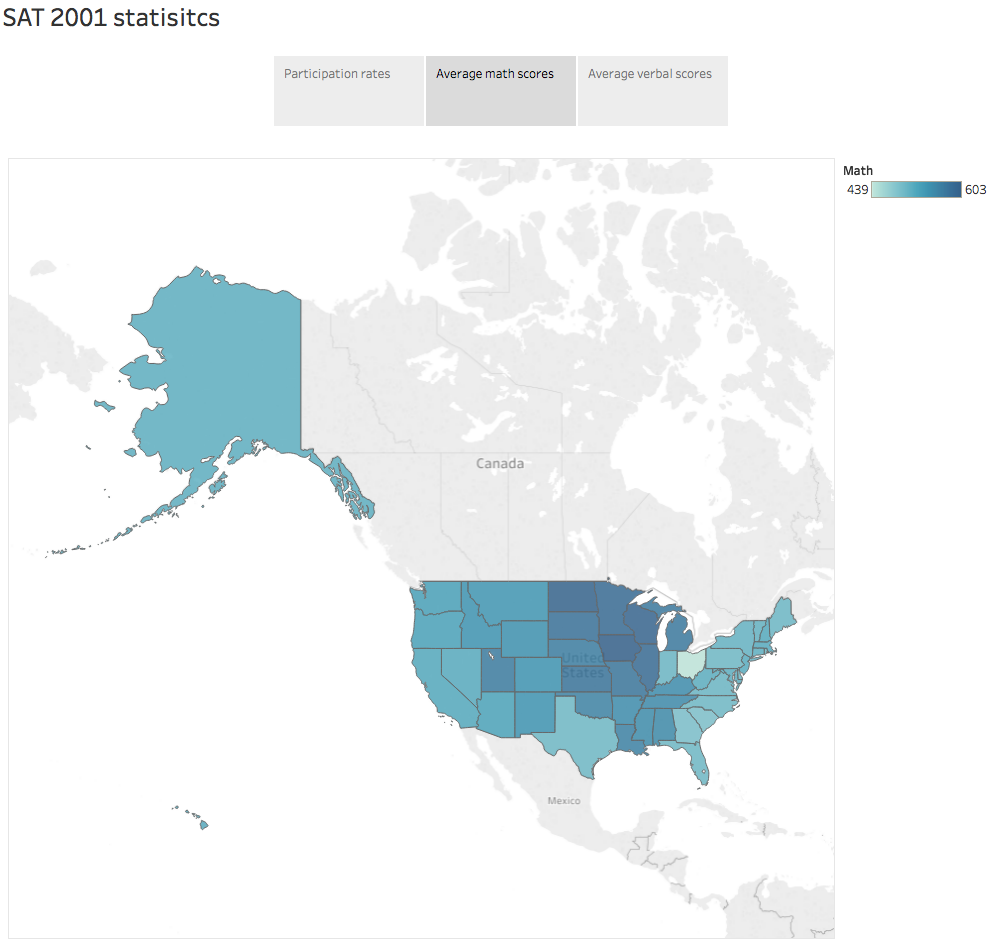 SAT 2001 statisitcs
Participation rates
Average math scores
Average verbal scores
Math
439
603
Canada
United
States
Mexico